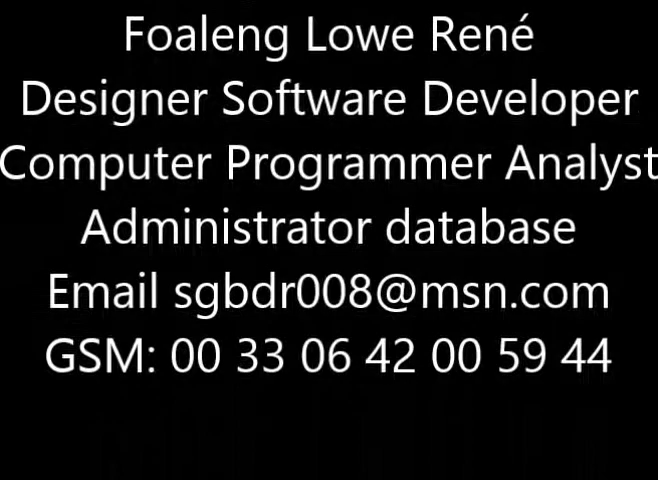 Foaleng Lowe René
Designer Software Developer
Computer Programmer Analyst
Administrator database
Email sgbdr008@msn.com
GSM: 00 33 06 42 00 59 44